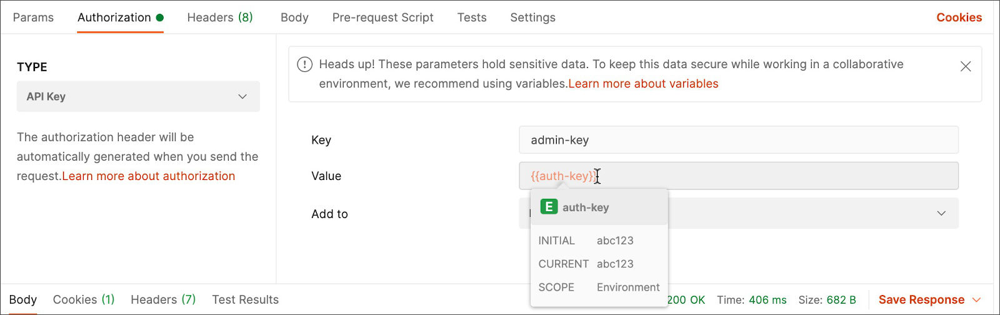 Params Authorization Headers (8) Body Pre-request Script Tests Settings Cookies
TYPE
API Key
The authorization header will be
automatically generated when you send the
request.Learn more about authorization
Heads up! These parameters hold sensitive data. To keep this data secure while working in a collaborative
environment, we recommend using variables.Learn more about variables
Key admin-key
Value {{auth-key}}
Add to
E auth-key
INITIAL abc123
CURRENT abc123
SCOPE Environment
Body Cookies (1) Headers (7) Test Results 200 OK Time: 406 ms Size: 682 B Save Response